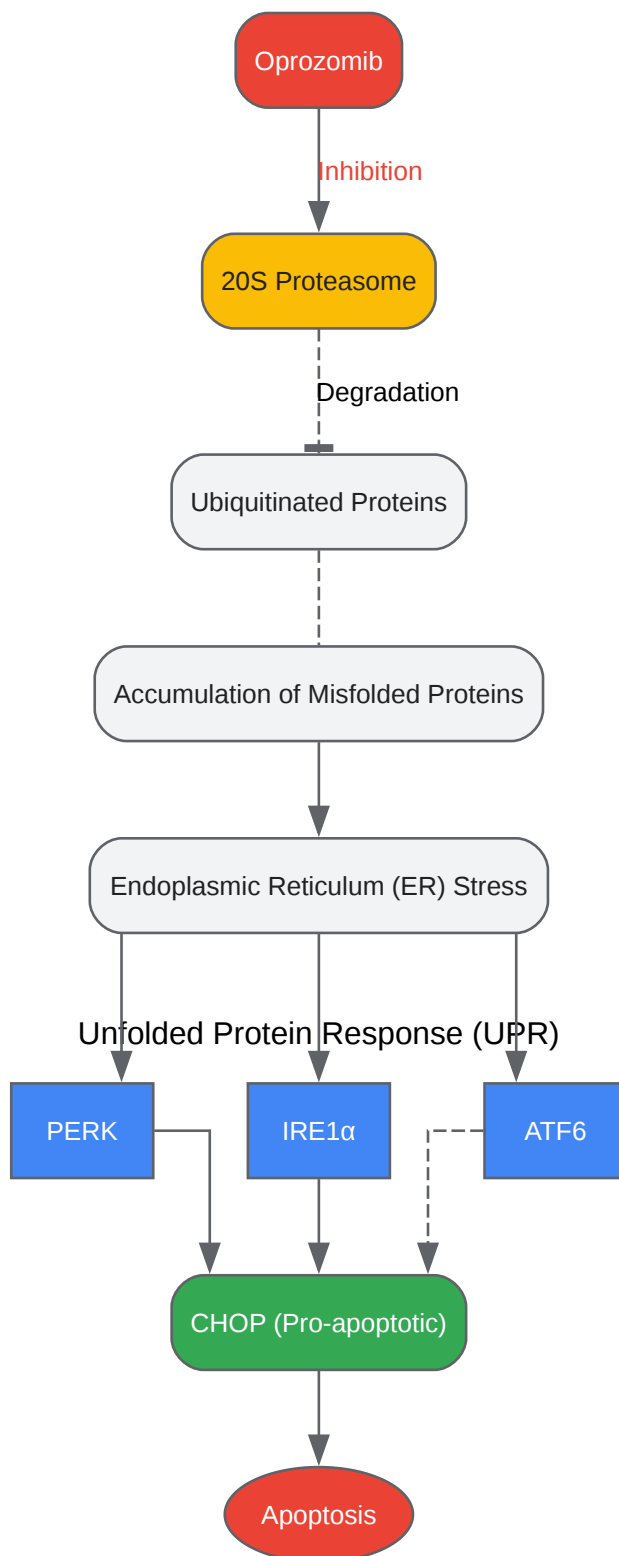 Oprozomib
Inhibition
20S Proteasome
Degradation
Ubiquitinated Proteins
Accumulation of Misfolded Proteins
Endoplasmic Reticulum (ER) Stress
Unfolded Protein Response (UPR)
PERK
IRE1α
ATF6
CHOP (Pro-apoptotic)
Apoptosis